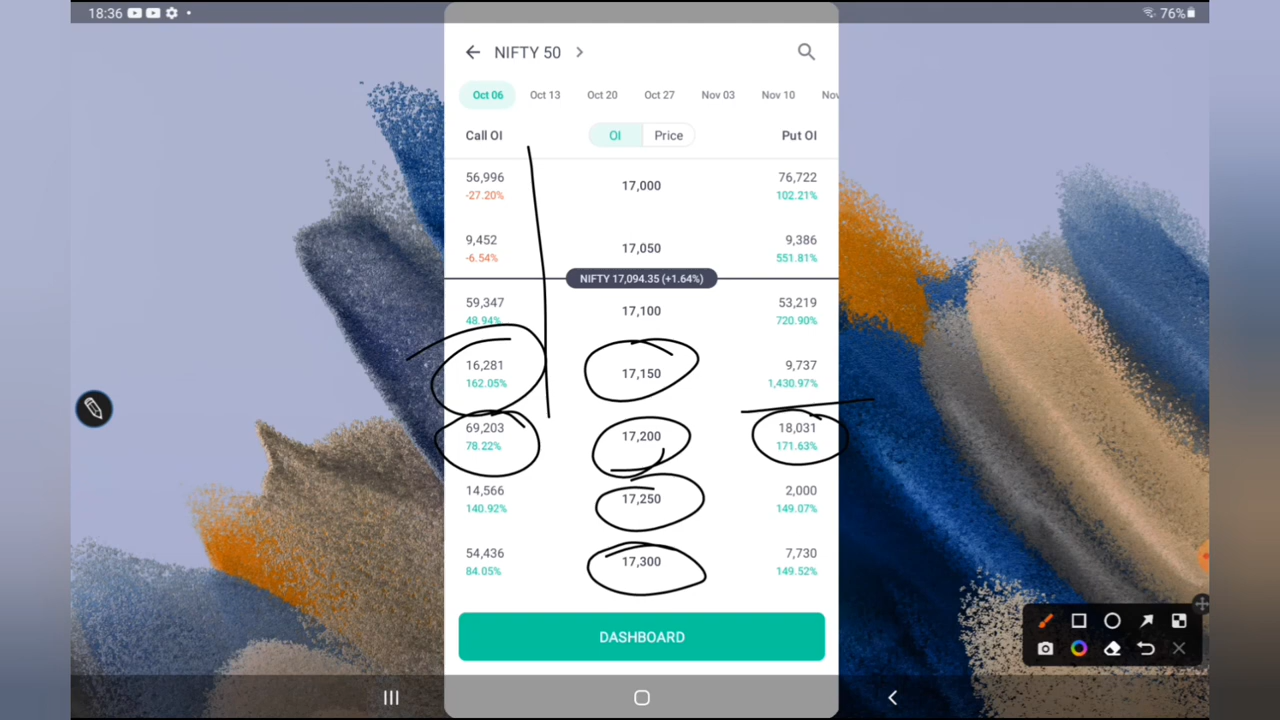 18:36
76%
NIFTY 50
Oct 06 Oct 13 Oct 20 Oct 27 Nov 03 Nov 10 Nov
Call OI OI Price Put OI
56,996 17,000 76,722
-27.20% 102.21%
9,452 17,050 9,386
-6.54% 551.81%
NIFTY 17,094.35 (+1.64%)
59,347 17,100 53,219
48.94% 720.90%
16,281 17,150 9,737
162.05% 1,430.97%
69,203 17,200 18,031
78.22% 171.63%
14,566 17,250 2,000
140.92% 149.07%
54,436 17,300 7,730
84.05% 149.52%
DASHBOARD